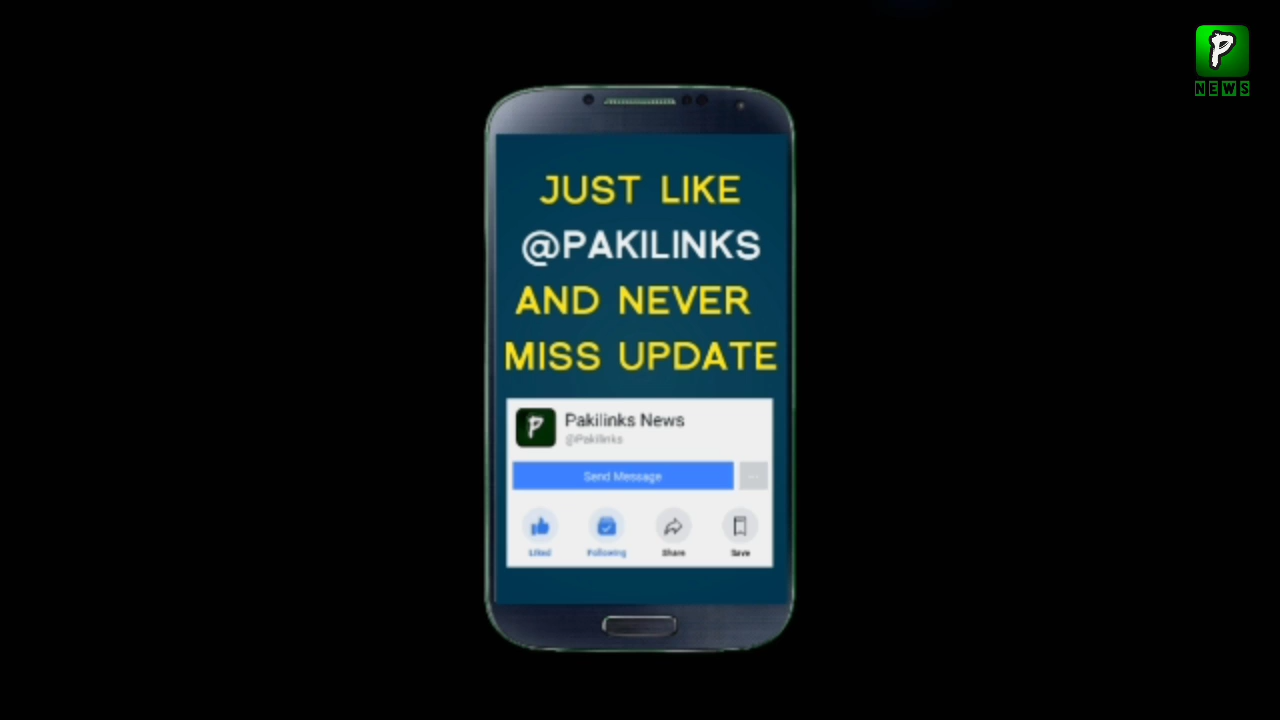 P
NEWS
JUST LIKE
@PAKILINKS
AND NEVER
MISS UPDATE
P
Pakilinks News
@Pakilinks
Send Message
...
Liked Following Share Save